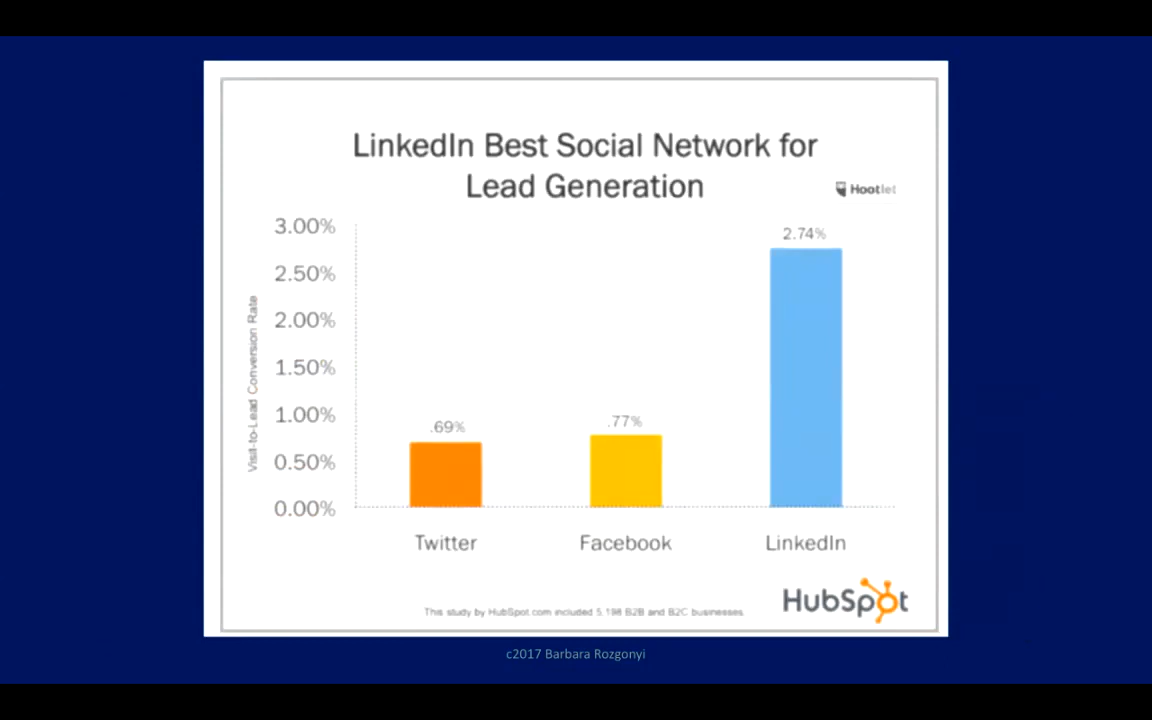 LinkedIn Best Social Network for
Lead Generation
Hootlet
3.00%
2.50%
2.00%
1.50%
1.00%
0.50%
0.00%
Visit-to-Lead Conversion Rate
.69%
.77%
2.74%
Twitter
Facebook
LinkedIn
This study by HubSpot.com included 5,198 B2B and B2C businesses.
HubSpot
c2017 Barbara Rozgonyi